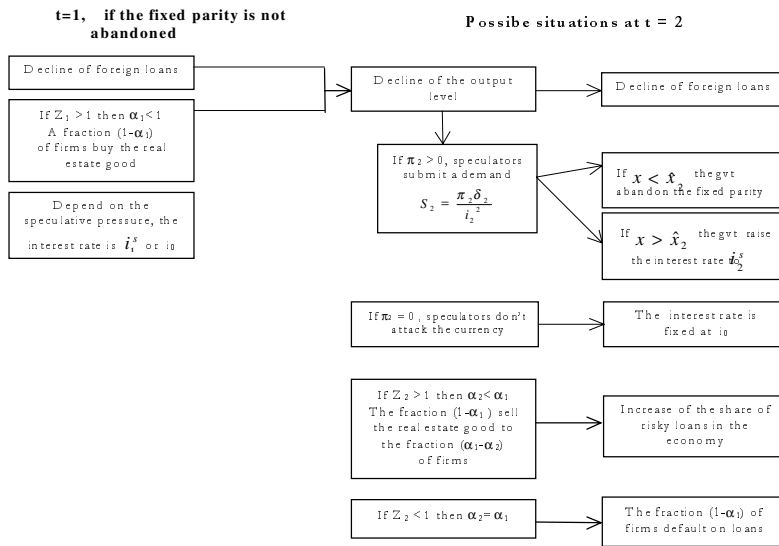 t=1, if the fixed parity is not
abandoned
Possibe situations at t = 2
Decline of foreign loans
If Z₁ > 1 then α₁< 1
A fraction (1-α₁)
of firms buy the real
estate good
Depend on the
speculative pressure, the
interest rate is i₁ˢ or i₀
Decline of the output
level
Decline of foreign loans
If π₂ > 0, speculators
submit a demand
S₂ = π₂δ₂ / i₂²
If x < x̂₂ the gvt
abandon the fixed parity
If x > x̂₂ the gvt raise
the interest rate to i₂ˢ
If π₂ = 0, speculators don't
attack the currency
The interest rate is
fixed at i₀
If Z₂ > 1 then α₂< α₁
The fraction (1-α₁) sell
the real estate good to
the fraction (α₁-α₂)
of firms
Increase of the share of
risky loans in the
economy
If Z₂ < 1 then α₂= α₁
The fraction (1-α₁) of
firms default on loans